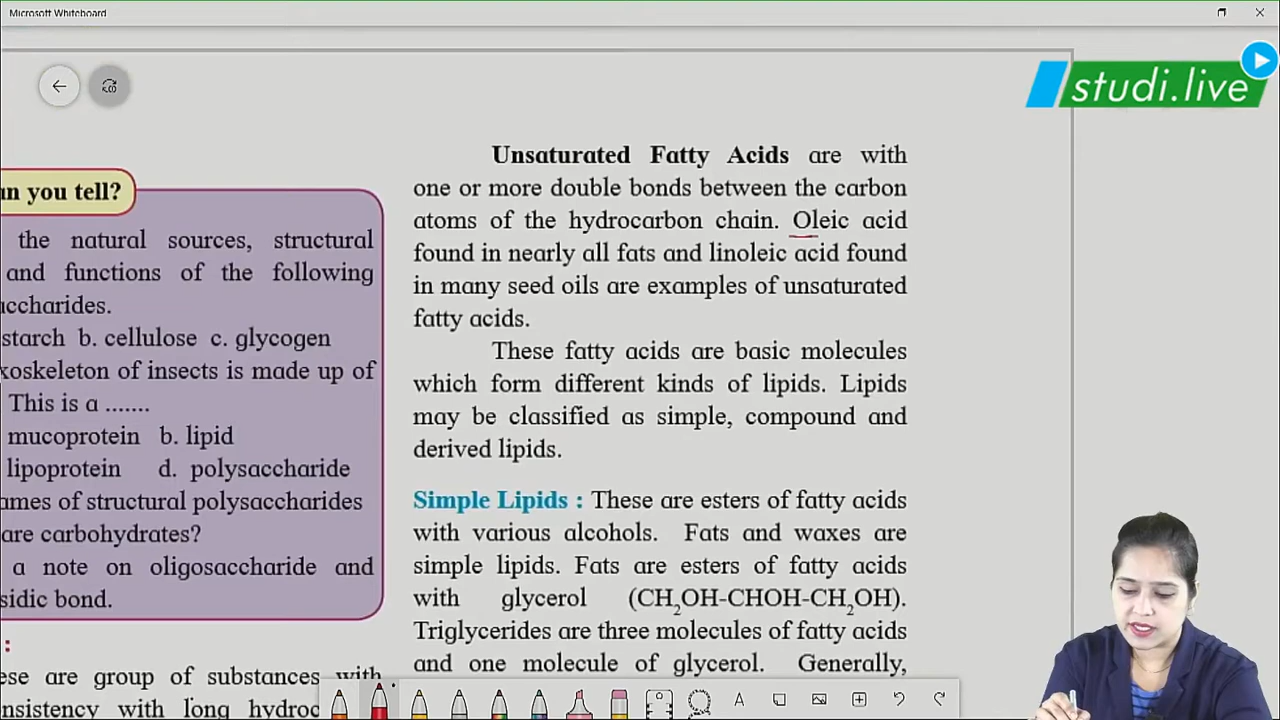 Microsoft Whiteboard
studi.live
an you tell?
the natural sources, structural
and functions of the following
accharides.
starch b. cellulose c. glycogen
xoskeleton of insects is made up of
This is a .......
mucoprotein b. lipid
lipoprotein d. polysaccharide
ames of structural polysaccharides
are carbohydrates?
a note on oligosaccharide and
sidic bond.
:
ese are group of substances with
nsistency with long hydroc
Unsaturated Fatty Acids are with
one or more double bonds between the carbon
atoms of the hydrocarbon chain. Oleic acid
found in nearly all fats and linoleic acid found
in many seed oils are examples of unsaturated
fatty acids.
These fatty acids are basic molecules
which form different kinds of lipids. Lipids
may be classified as simple, compound and
derived lipids.
Simple Lipids : These are esters of fatty acids
with various alcohols. Fats and waxes are
simple lipids. Fats are esters of fatty acids
with glycerol (CH₂OH-CHOH-CH₂OH).
Triglycerides are three molecules of fatty acids
and one molecule of glycerol. Generally,